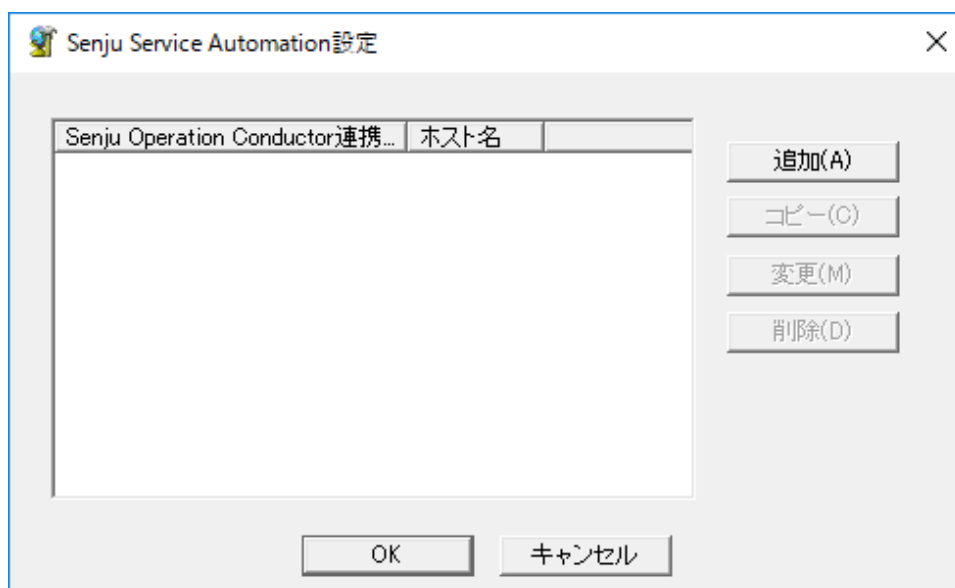 Senju Service Automation設定
Senju Operation Conductor連携... ホスト名
追加(A)
コピー(C)
変更(M)
削除(D)
OK キャンセル